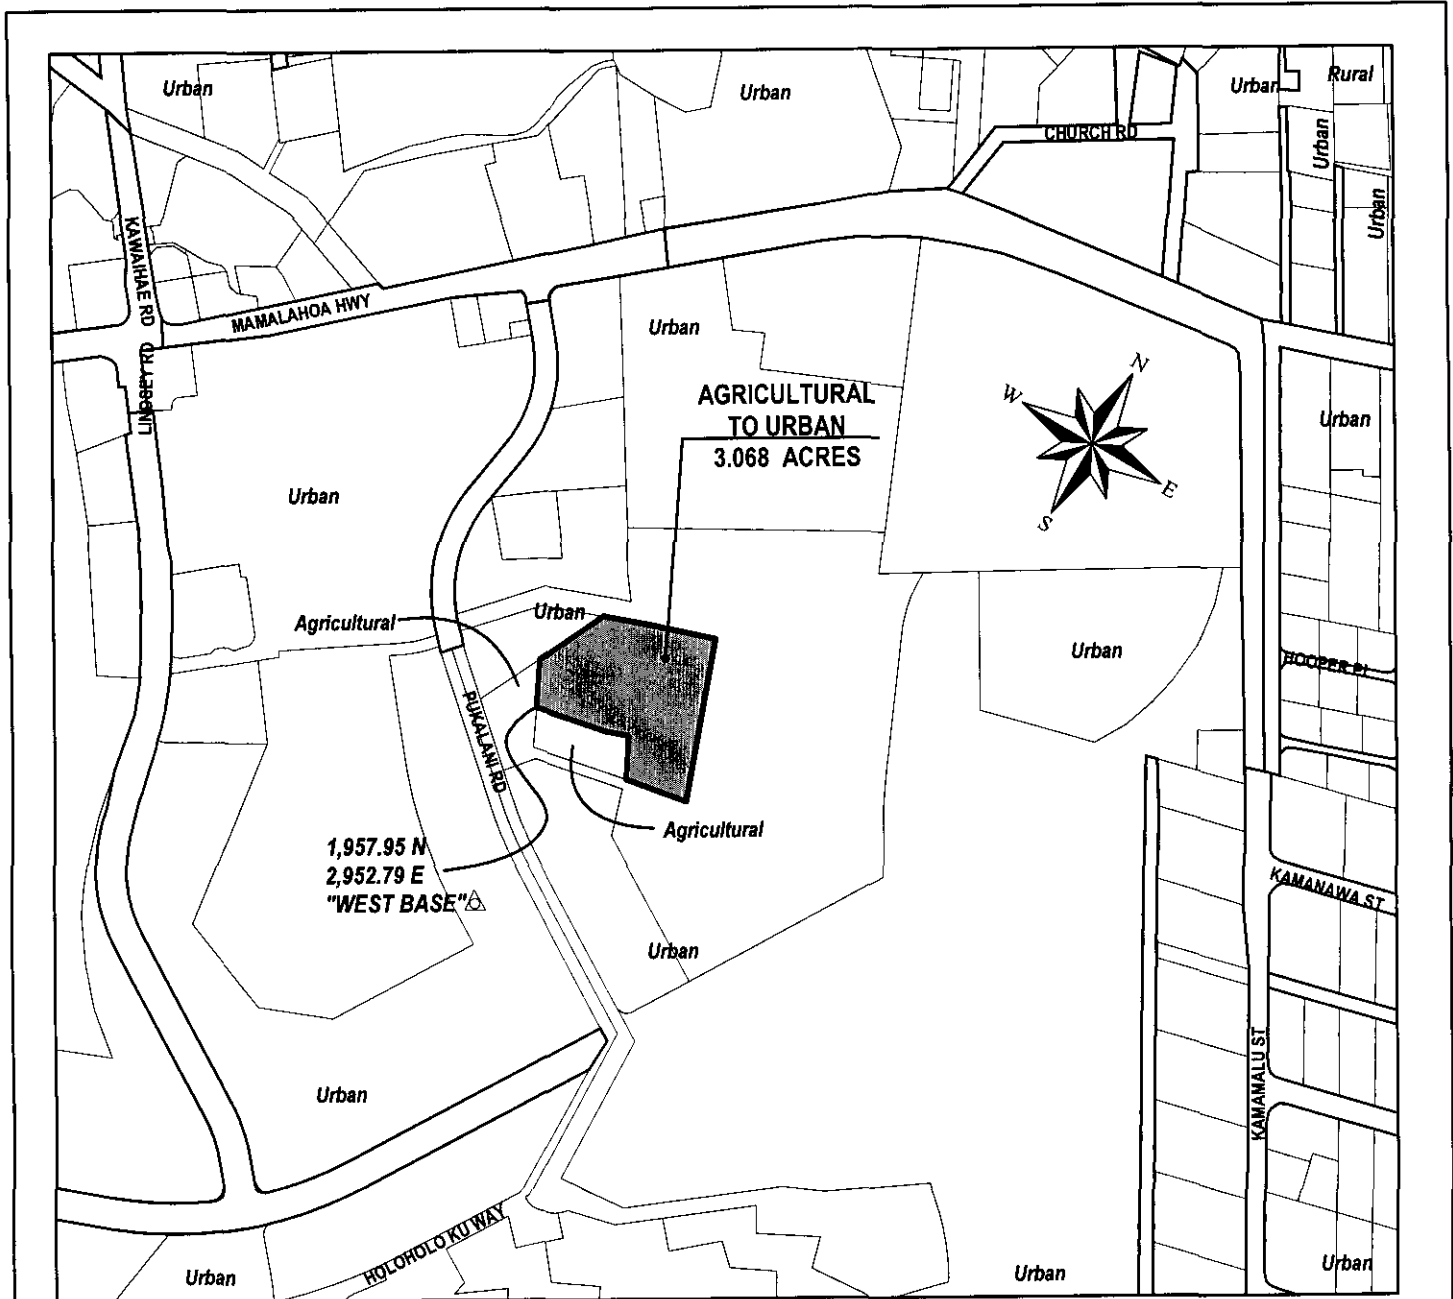 Urban
Urban
Urban
Rural
CHURCH RD
Urban
Urban
KAWAIHAE RD
MAMALAHOA HWY
Urban
LINDSEY RD
AGRICULTURAL
TO URBAN
3.068 ACRES
N
W
E
S
Urban
Urban
Agricultural
Urban
Urban
HOOPER PL
PUKALANI RD
Agricultural
1,957.95 N
2,952.79 E
"WEST BASE"
KAMANAWA ST
Urban
KAMAMALU ST
Urban
HOLOHOLO KU WAY
Urban
Urban
Urban